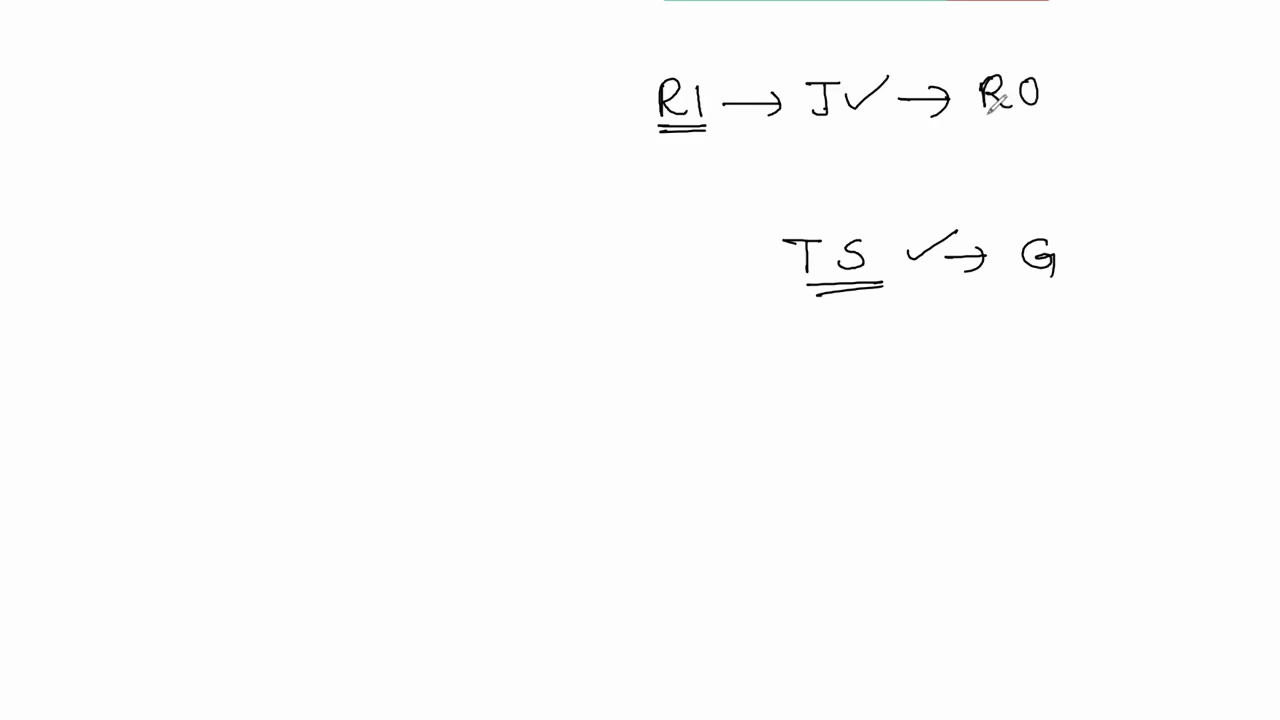 RI → J✓ → RO
TS ✓→ G